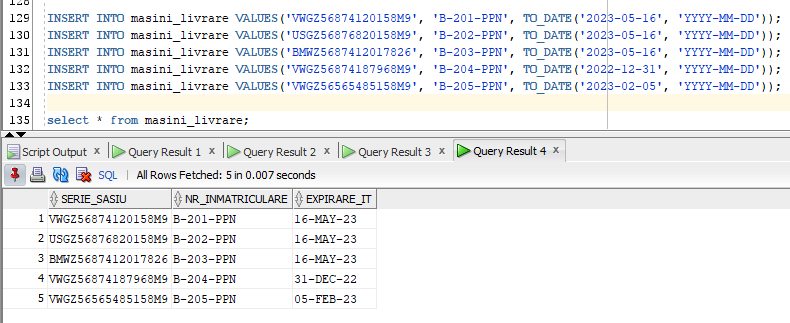 128
129 INSERT INTO masini_livrare VALUES('VWGZ56874120158M9', 'B-201-PPN', TO_DATE('2023-05-16', 'YYYY-MM-DD'));
130 INSERT INTO masini_livrare VALUES('USGZ56876820158M9', 'B-202-PPN', TO_DATE('2023-05-16', 'YYYY-MM-DD'));
131 INSERT INTO masini_livrare VALUES('BMWZ5687412017826', 'B-203-PPN', TO_DATE('2023-05-16', 'YYYY-MM-DD'));
132 INSERT INTO masini_livrare VALUES('VWGZ56874187968M9', 'B-204-PPN', TO_DATE('2022-12-31', 'YYYY-MM-DD'));
133 INSERT INTO masini_livrare VALUES('VWGZ56565485158M9', 'B-205-PPN', TO_DATE('2023-02-05', 'YYYY-MM-DD'));
134
135 select * from masini_livrare;
Script Output x Query Result 1 x Query Result 2 x Query Result 3 x Query Result 4 x
SQL | All Rows Fetched: 5 in 0.007 seconds
SERIE_SASIU NR_INMATRICULARE EXPIRARE_IT
1 VWGZ56874120158M9 B-201-PPN 16-MAY-23
2 USGZ56876820158M9 B-202-PPN 16-MAY-23
3 BMWZ5687412017826 B-203-PPN 16-MAY-23
4 VWGZ56874187968M9 B-204-PPN 31-DEC-22
5 VWGZ56565485158M9 B-205-PPN 05-FEB-23